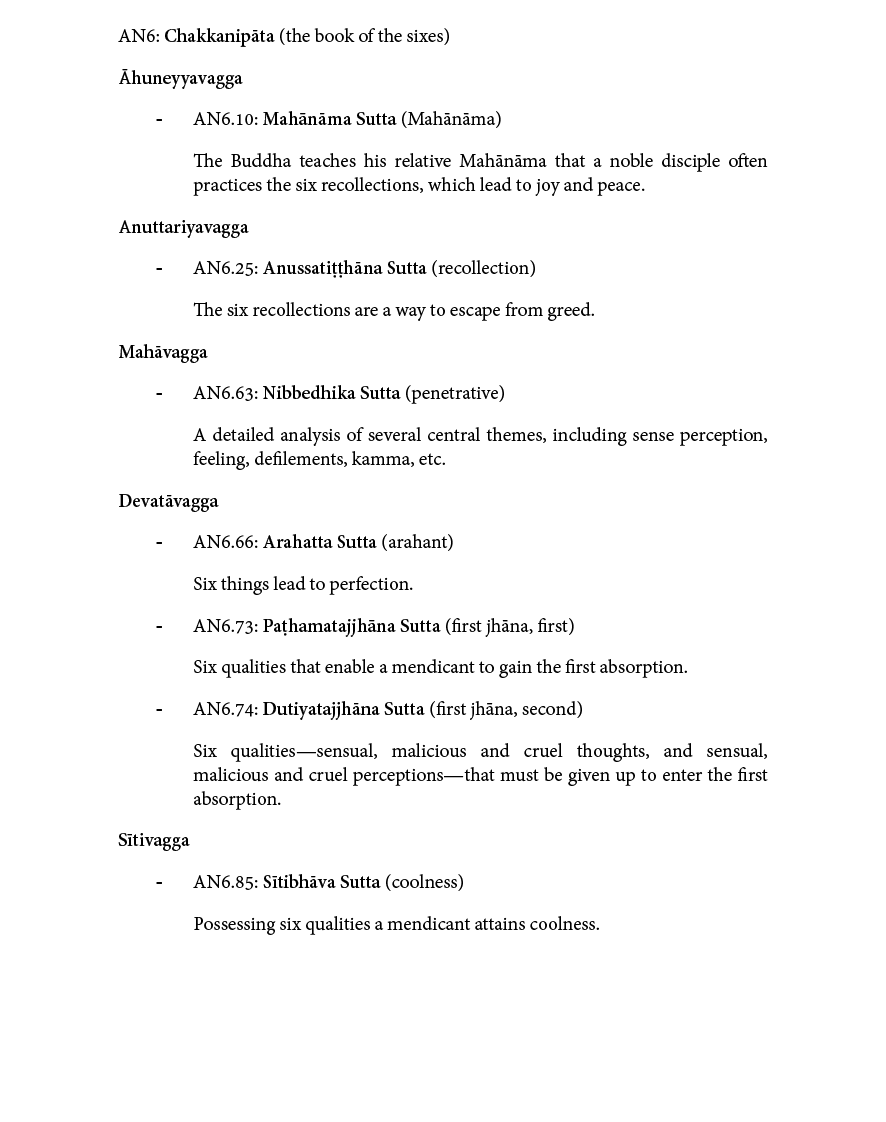 AN6: Chakkanipāta (the book of the sixes)
Āhuneyyavagga
- AN6.10: Mahānāma Sutta (Mahānāma)
The Buddha teaches his relative Mahānāma that a noble disciple often
practices the six recollections, which lead to joy and peace.
Anuttariyavagga
- AN6.25: Anussatiṭṭhāna Sutta (recollection)
The six recollections are a way to escape from greed.
Mahāvagga
- AN6.63: Nibbedhika Sutta (penetrative)
A detailed analysis of several central themes, including sense perception,
feeling, defilements, kamma, etc.
Devatāvagga
- AN6.66: Arahatta Sutta (arahant)
Six things lead to perfection.
- AN6.73: Paṭhamatajjhāna Sutta (first jhāna, first)
Six qualities that enable a mendicant to gain the first absorption.
- AN6.74: Dutiyatajjhāna Sutta (first jhāna, second)
Six qualities—sensual, malicious and cruel thoughts, and sensual,
malicious and cruel perceptions—that must be given up to enter the first
absorption.
Sītivagga
- AN6.85: Sītibhāva Sutta (coolness)
Possessing six qualities a mendicant attains coolness.